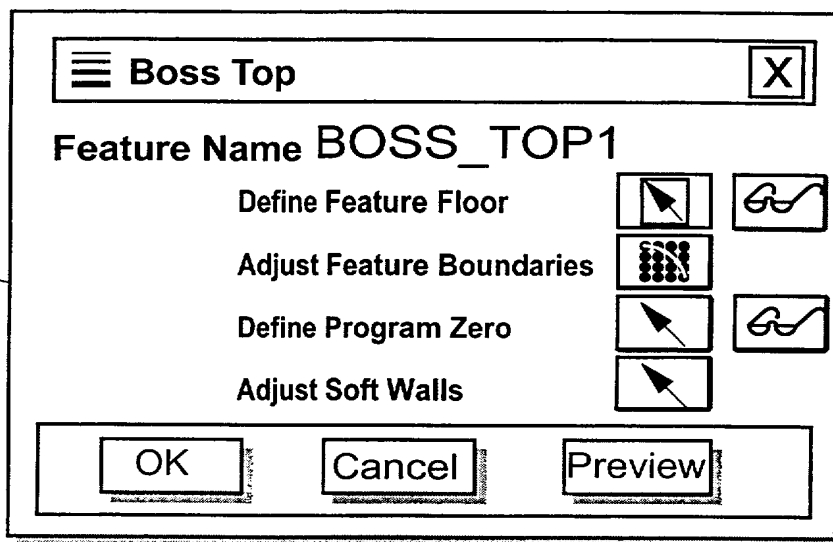 Boss Top X
Feature Name BOSS_TOP1
Define Feature Floor
Adjust Feature Boundaries
Define Program Zero
Adjust Soft Walls
OK Cancel Preview